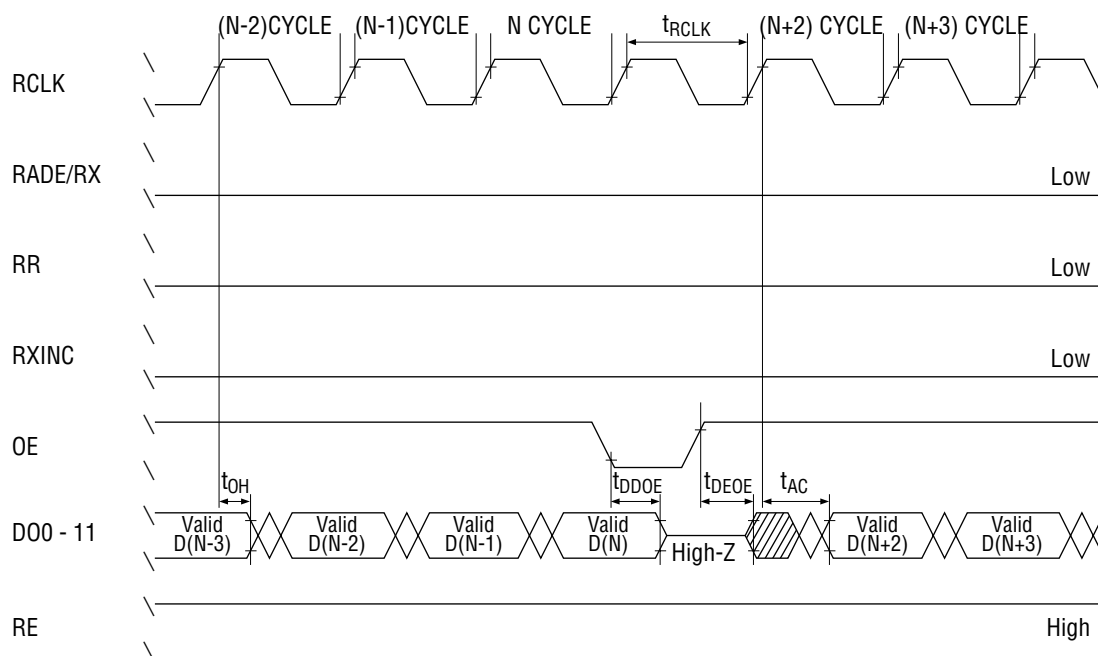 (N-2)CYCLE (N-1)CYCLE N CYCLE tRCLK (N+2) CYCLE (N+3) CYCLE
RCLK
RADE/RX Low
RR Low
RXINC Low
OE
tOH tDDOE tDEOE tAC
DO0 - 11
Valid D(N-3)
Valid D(N-2)
Valid D(N-1)
Valid D(N)
High-Z
Valid D(N+2)
Valid D(N+3)
RE High